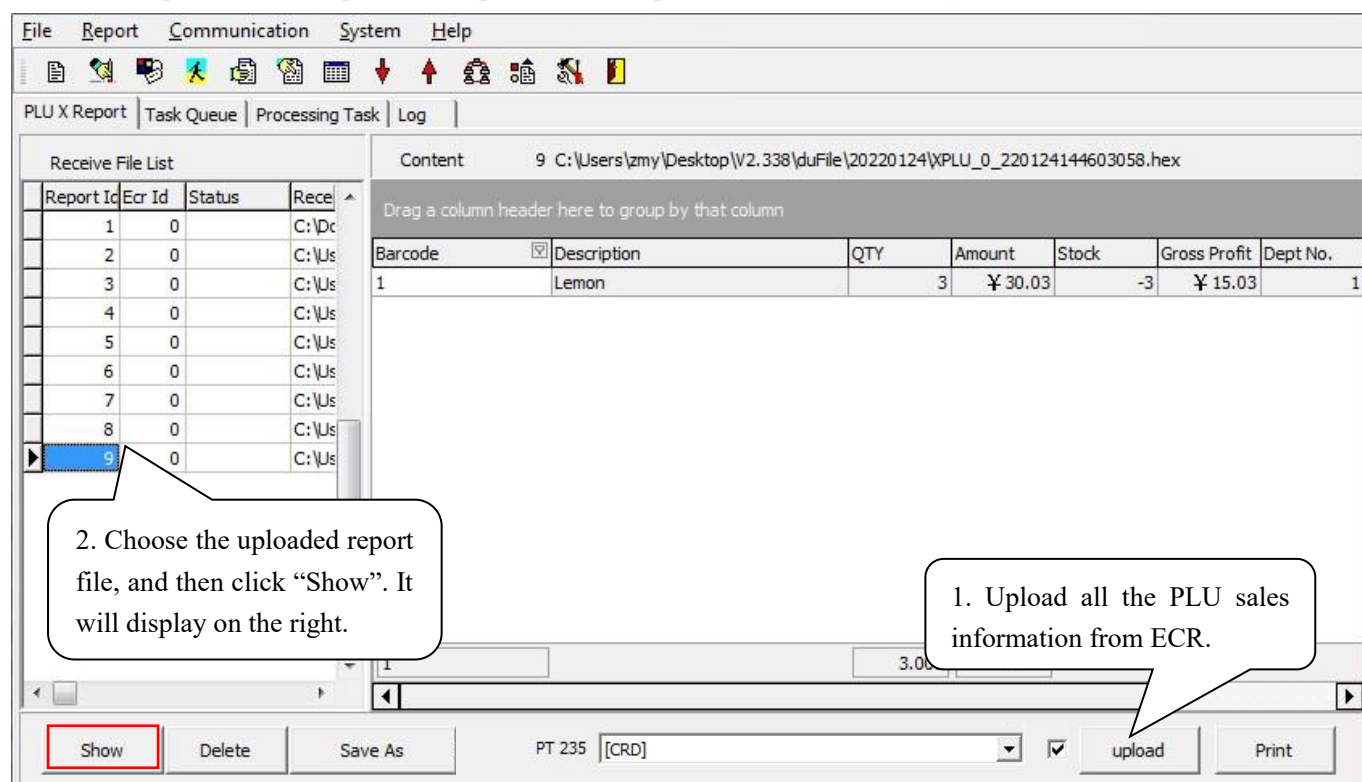 File Report Communication System Help
PLU X Report Task Queue Processing Task Log
Receive File List
Content 9 C:\Users\zmy\Desktop\V2.338\duFile\20220124\XPLU_0_220124144603058.hex
Report Id Ecr Id Status Recei
Drag a column header here to group by that column
1 0 C:\Dc
Barcode Description QTY Amount Stock Gross Profit Dept No.
2 0 C:\Us
1 Lemon 3 ¥ 30.03 -3 ¥ 15.03 1
3 0 C:\Us
4 0 C:\Us
5 0 C:\Us
6 0 C:\Us
7 0 C:\Us
8 0 C:\Us
9 0 C:\Us
2. Choose the uploaded report
file, and then click “Show”. It
will display on the right.
1. Upload all the PLU sales
information from ECR.
1 3.00
Show Delete Save As PT 235 [CRD] upload Print